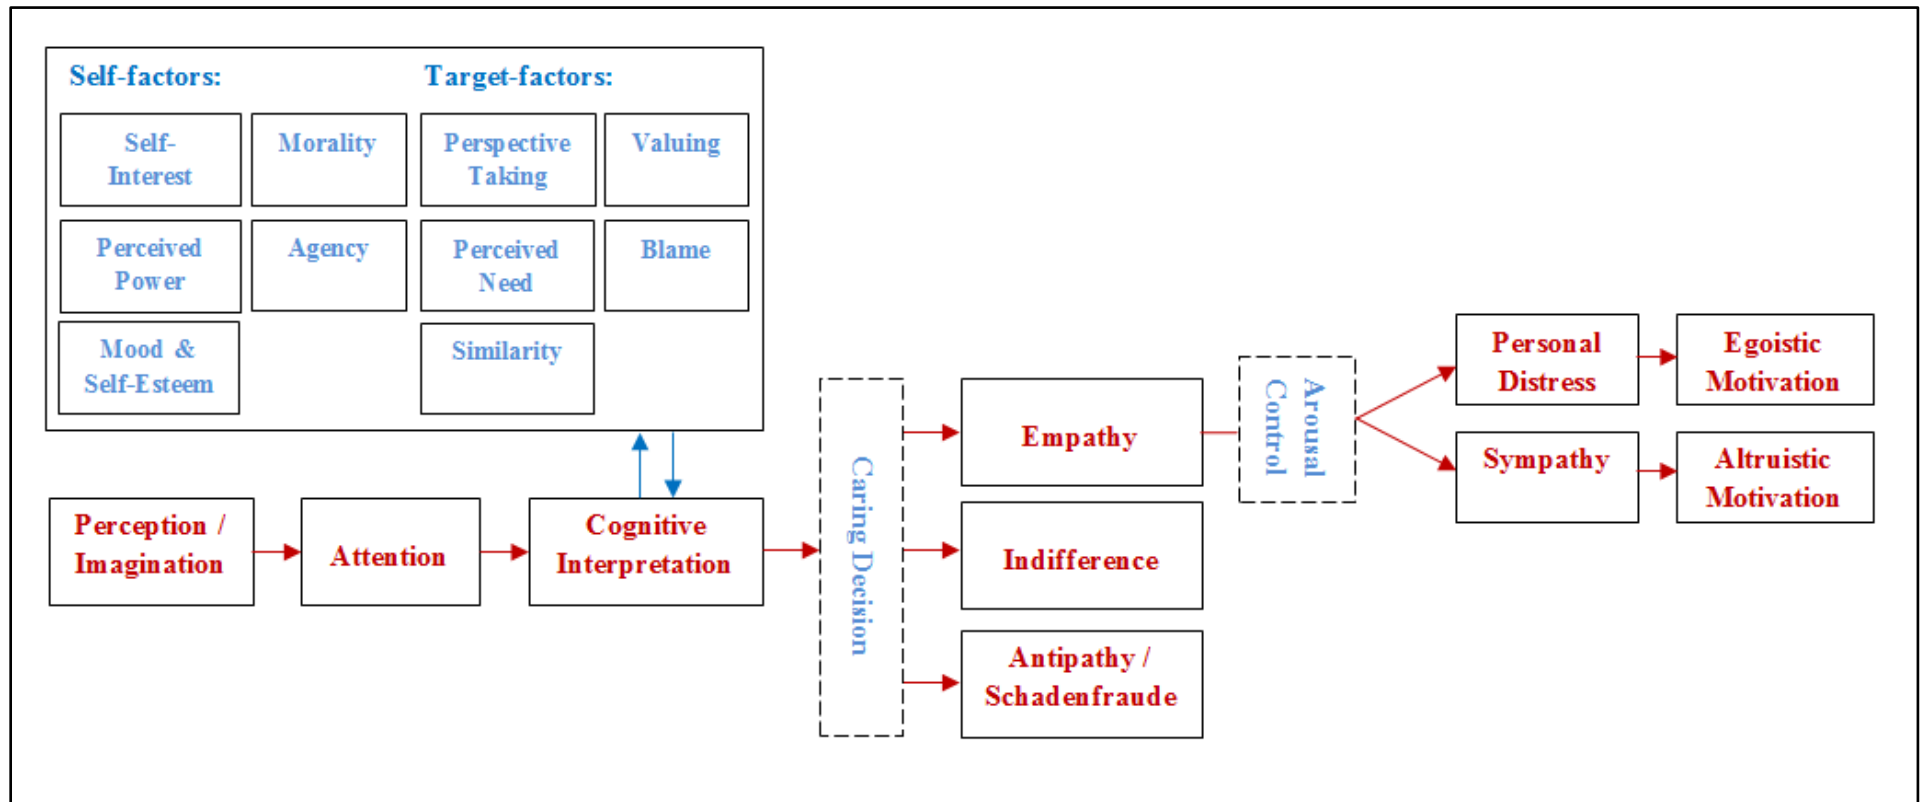 Self-factors:
Target-factors:
Self-
Interest
Morality
Perspective
Taking
Valuing
Perceived
Power
Agency
Perceived
Need
Blame
Mood &
Self-Esteem
Similarity
Perception /
Imagination
Attention
Cognitive
Interpretation
Caring Decision
Empathy
Indifference
Antipathy /
Schadenfraude
Arousal
Control
Personal
Distress
Egoistic
Motivation
Sympathy
Altruistic
Motivation